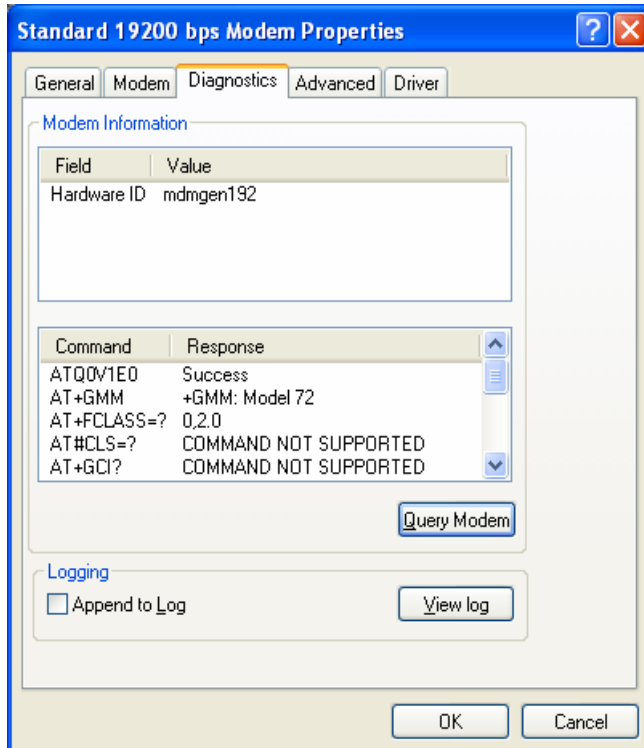 Standard 19200 bps Modem Properties
General Modem Diagnostics Advanced Driver
Modem Information
Field Value
Hardware ID mdmgen192
Command Response
ATQ0V1E0 Success
AT+GMM +GMM: Model 72
AT+FCLASS=? 0,2.0
AT#CLS=? COMMAND NOT SUPPORTED
AT+GCI? COMMAND NOT SUPPORTED
Query Modem
Logging
Append to Log View log
OK Cancel